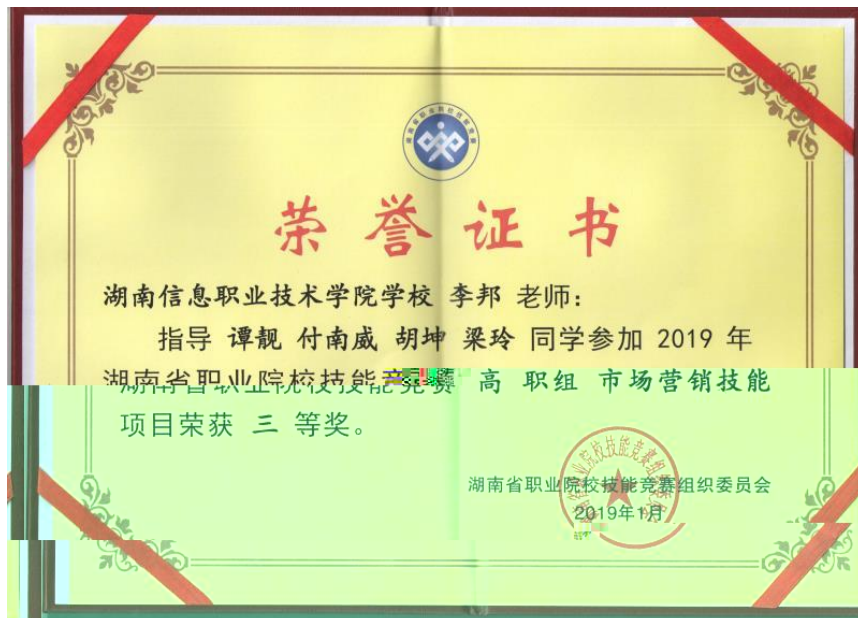 荣誉证书
湖南信息职业技术学院学校 李邦 老师:
指导 谭靓 付南威 胡坤 梁玲 同学参加 2019 年
湖南省职业院校技能竞赛 高 职组 市场营销技能
项目荣获 三 等奖。
湖南省职业院校技能竞赛组织委员会
2019年1月